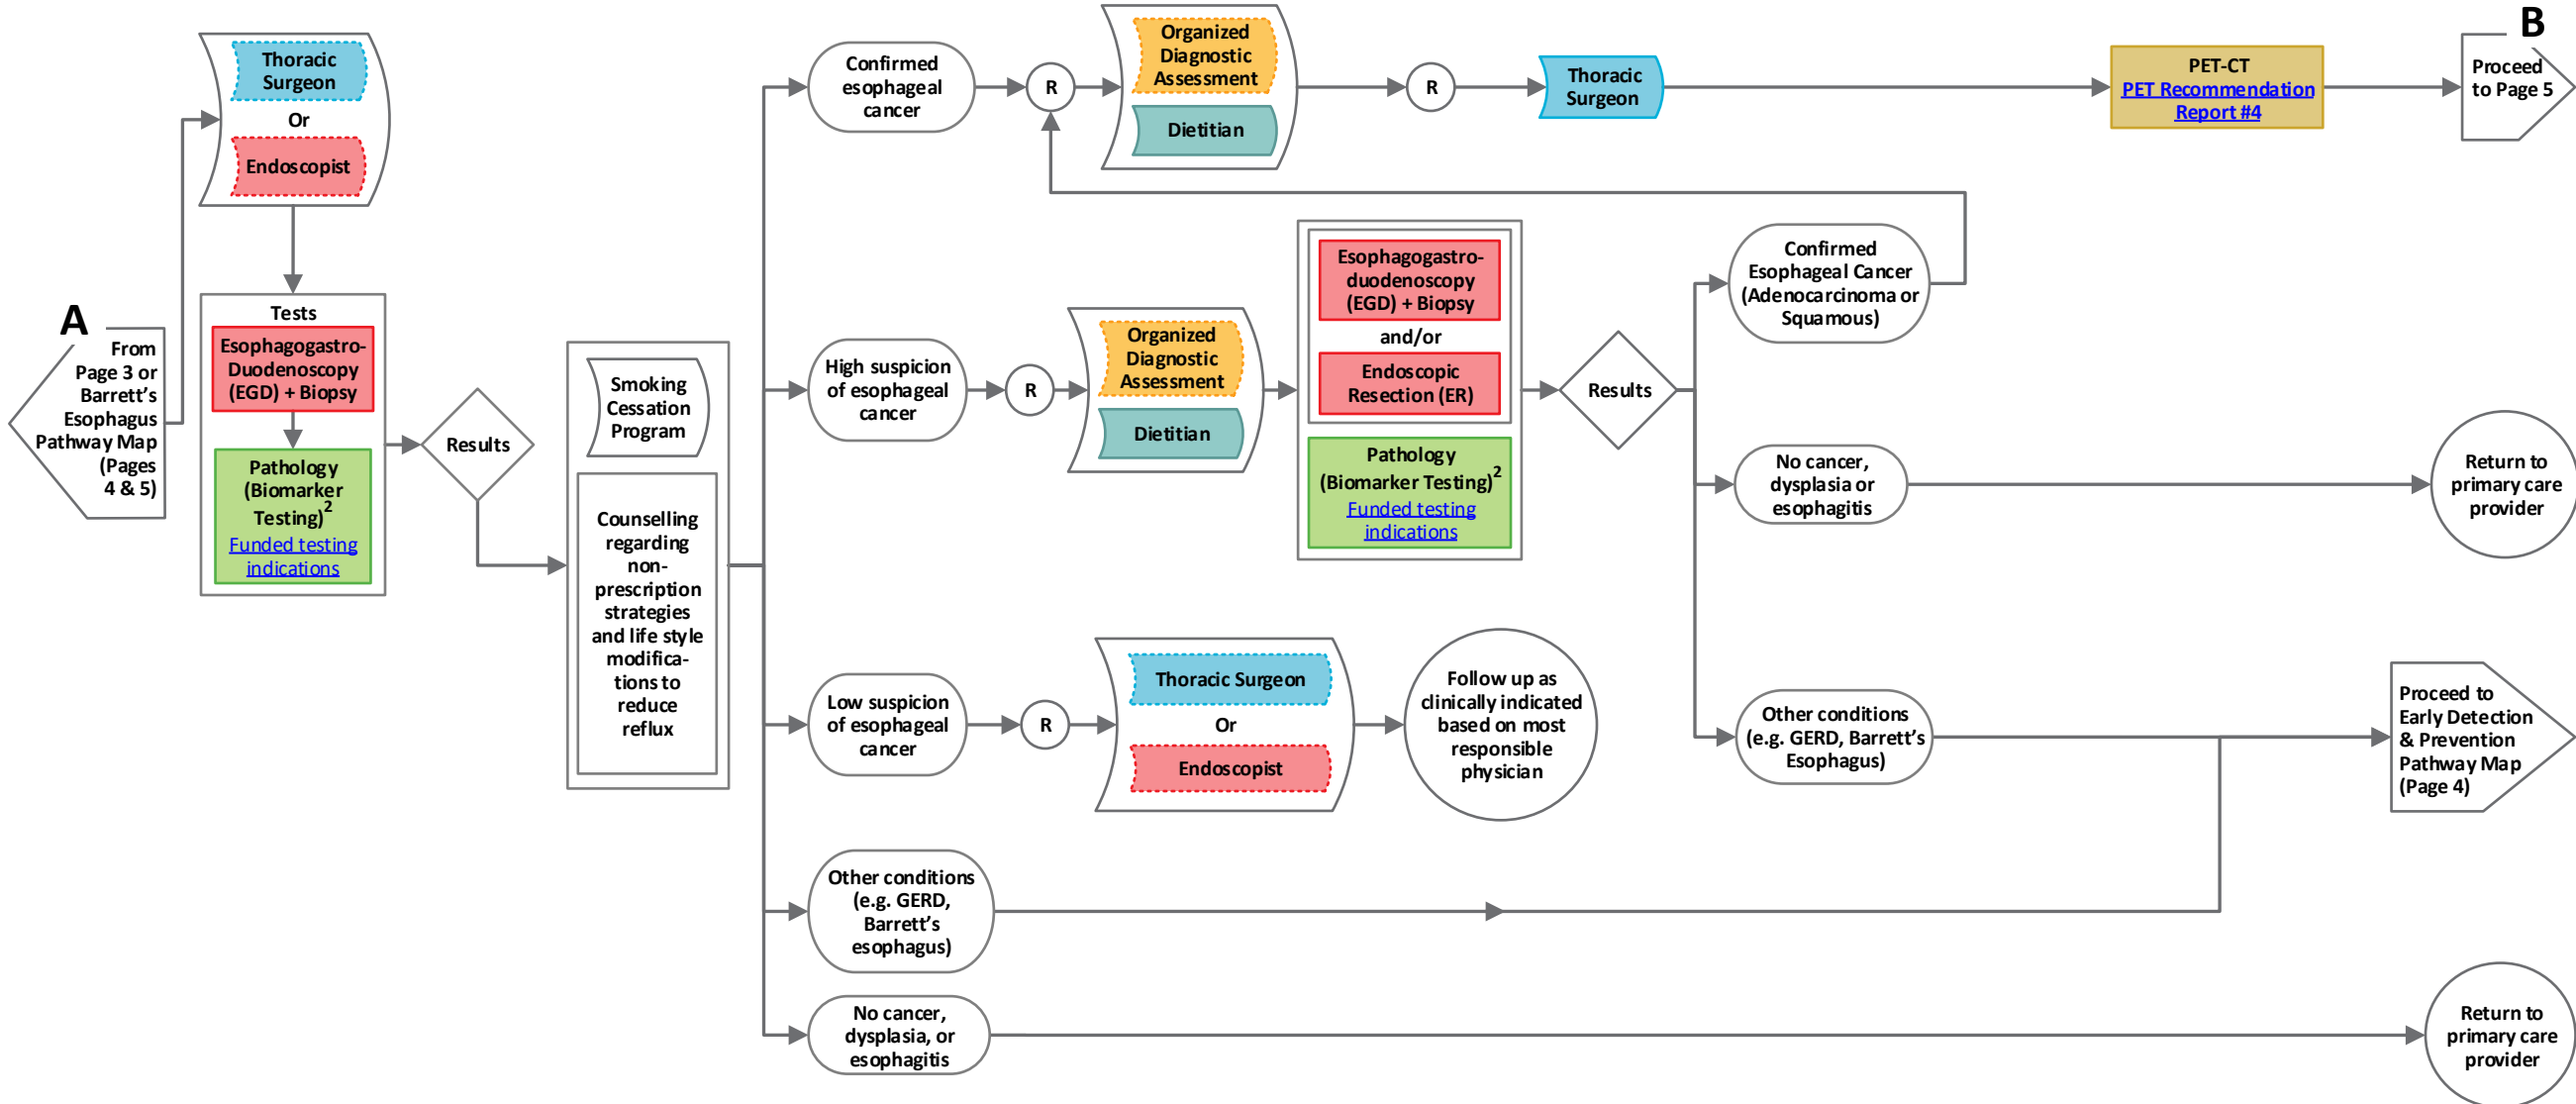 A
From
Page 3 or
Barrett's
Esophagus
Pathway Map
(Pages
4 & 5)
Thoracic
Surgeon
Or
Endoscopist
Tests
Esophagogastro-
Duodenoscopy
(EGD) + Biopsy
Pathology
(Biomarker
Testing)2
Funded testing
indications
Results
Smoking
Cessation
Program
Counselling
regarding
non-
prescription
strategies
and life style
modifica-
tions to
reduce
reflux
Confirmed
esophageal
cancer
R
Organized
Diagnostic
Assessment
Dietitian
R
Thoracic
Surgeon
PET-CT
PET Recommendation
Report #4
B
Proceed
to Page 5
High suspicion
of esophageal
cancer
R
Organized
Diagnostic
Assessment
Dietitian
Esophagogastro-
duodenoscopy
(EGD) + Biopsy
and/or
Endoscopic
Resection (ER)
Pathology
(Biomarker Testing)2
Funded testing
indications
Results
Confirmed
Esophageal Cancer
(Adenocarcinoma or
Squamous)
No cancer,
dysplasia or
esophagitis
Return to
primary care
provider
Other conditions
(e.g. GERD, Barrett's
Esophagus)
Proceed to
Early Detection
& Prevention
Pathway Map
(Page 4)
Low suspicion
of esophageal
cancer
R
Thoracic Surgeon
Or
Endoscopist
Follow up as
clinically indicated
based on most
responsible
physician
Other conditions
(e.g. GERD,
Barrett's
esophagus)
No cancer,
dysplasia, or
esophagitis
Return to
primary care
provider